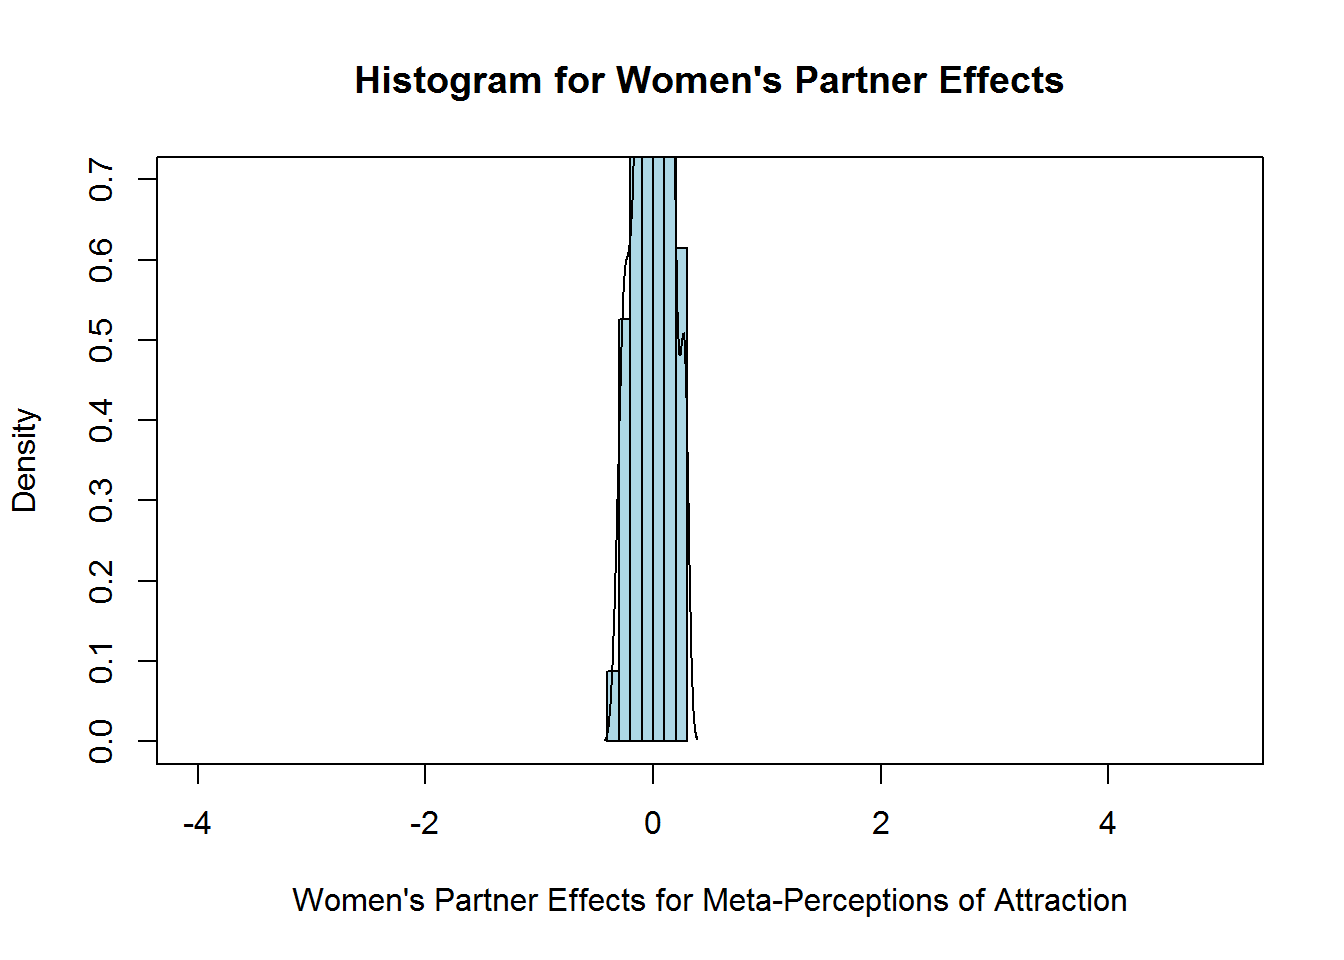 Histogram for Women's Partner Effects
0.7
0.6
0.5
0.4
0.3
0.2
0.1
0.0
Density
-4 -2 0 2 4
Women's Partner Effects for Meta-Perceptions of Attraction